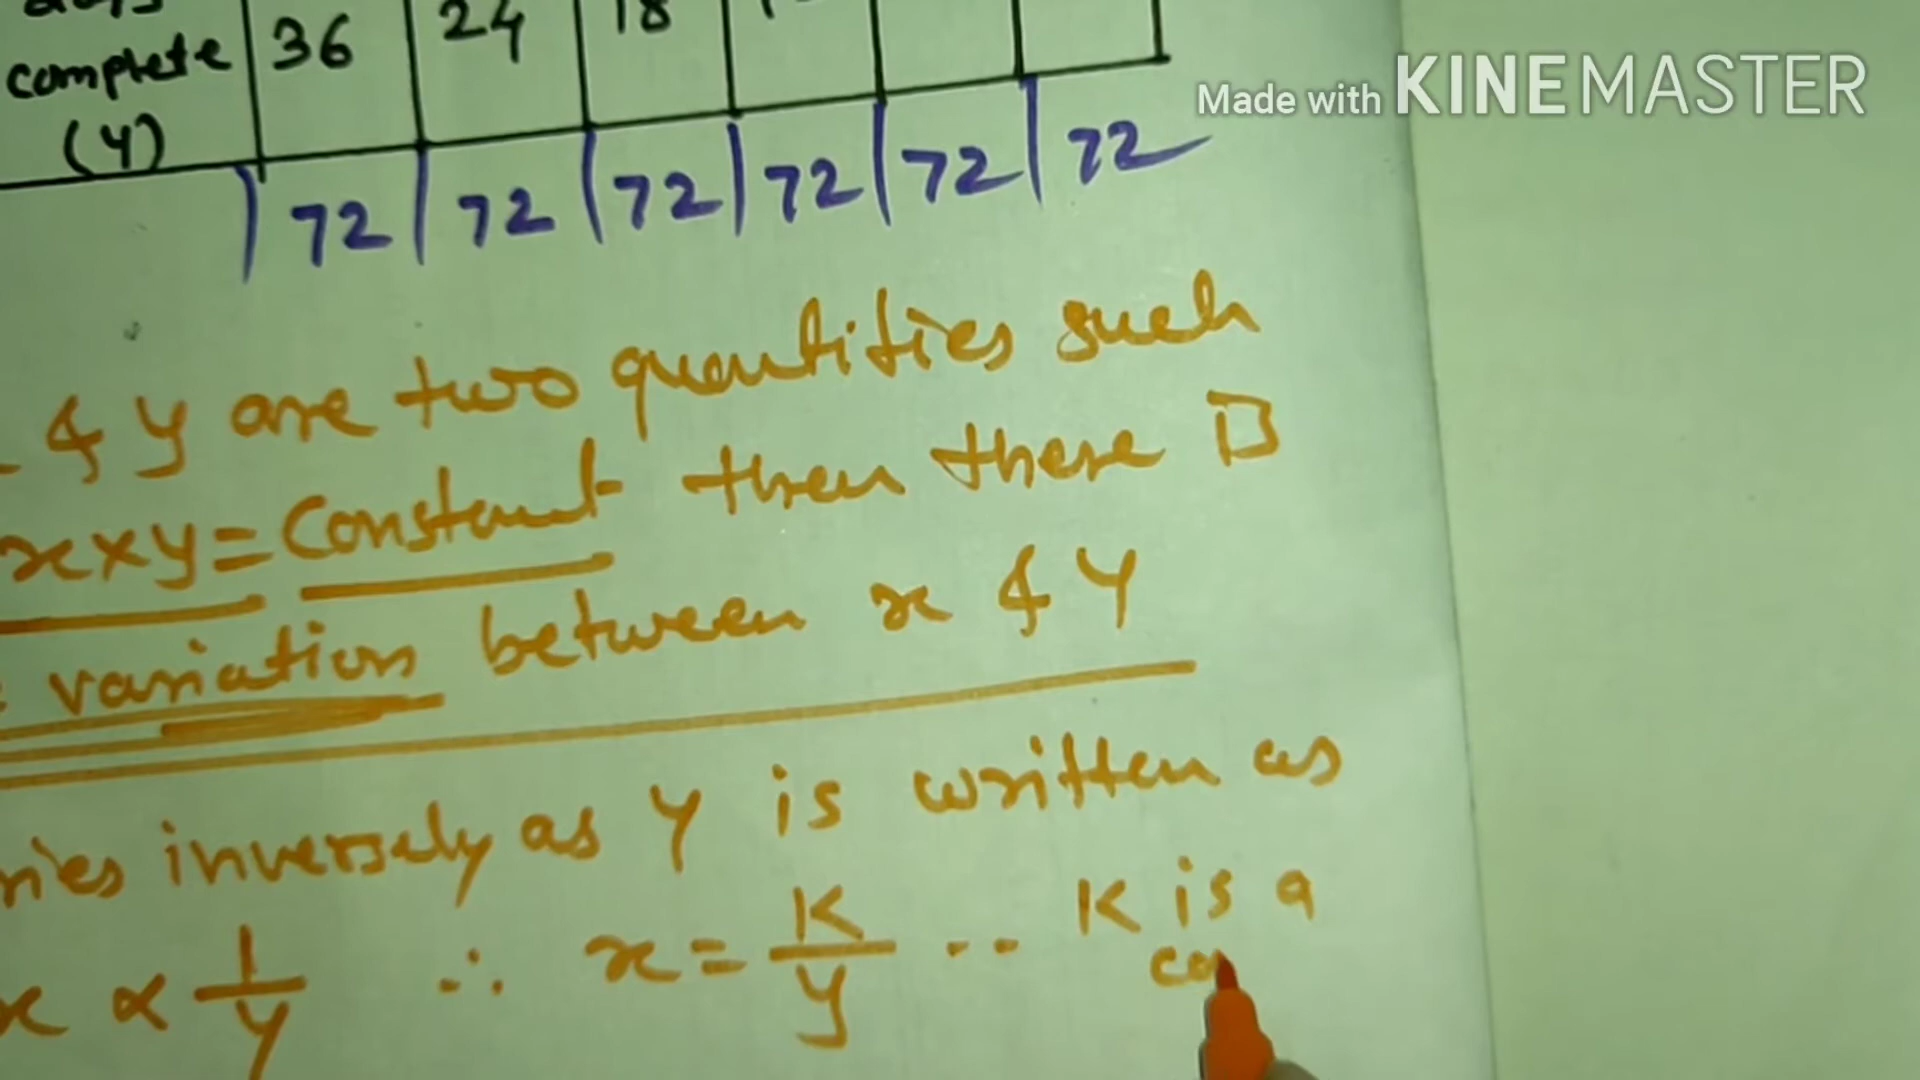 complete 36 24 18
(Y)
72 72 72 72 72 72
Made with KINEMASTER
& y are two quantities such
x×y = Constant then there is
variation between x & y
inversely as y is written as
x ∝ 1/y ∴ x = K/y -- K is a